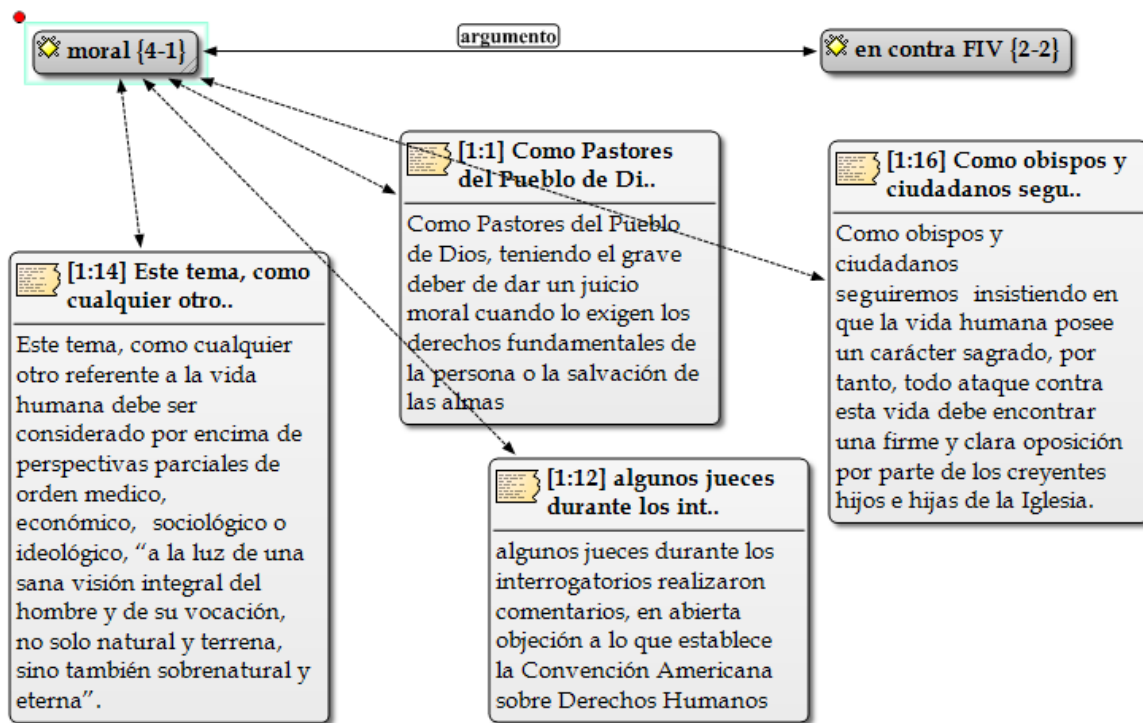 moral {4-1}
argumento
en contra FIV {2-2}
[1:1] Como Pastores
del Pueblo de Di..
Como Pastores del Pueblo
de Dios, teniendo el grave
deber de dar un juicio
moral cuando lo exigen los
derechos fundamentales de
la persona o la salvación de
las almas
[1:16] Como obispos y
ciudadanos segu..
Como obispos y
ciudadanos
seguiremos insistiendo en
que la vida humana posee
un carácter sagrado, por
tanto, todo ataque contra
esta vida debe encontrar
una firme y clara oposición
por parte de los creyentes
hijos e hijas de la Iglesia.
[1:14] Este tema, como
cualquier otro..
Este tema, como cualquier
otro referente a la vida
humana debe ser
considerado por encima de
perspectivas parciales de
orden medico,
económico, sociológico o
ideológico, “a la luz de una
sana visión integral del
hombre y de su vocación,
no solo natural y terrena,
sino también sobrenatural y
eterna”.
[1:12] algunos jueces
durante los int..
algunos jueces durante los
interrogatorios realizaron
comentarios, en abierta
objeción a lo que establece
la Convención Americana
sobre Derechos Humanos